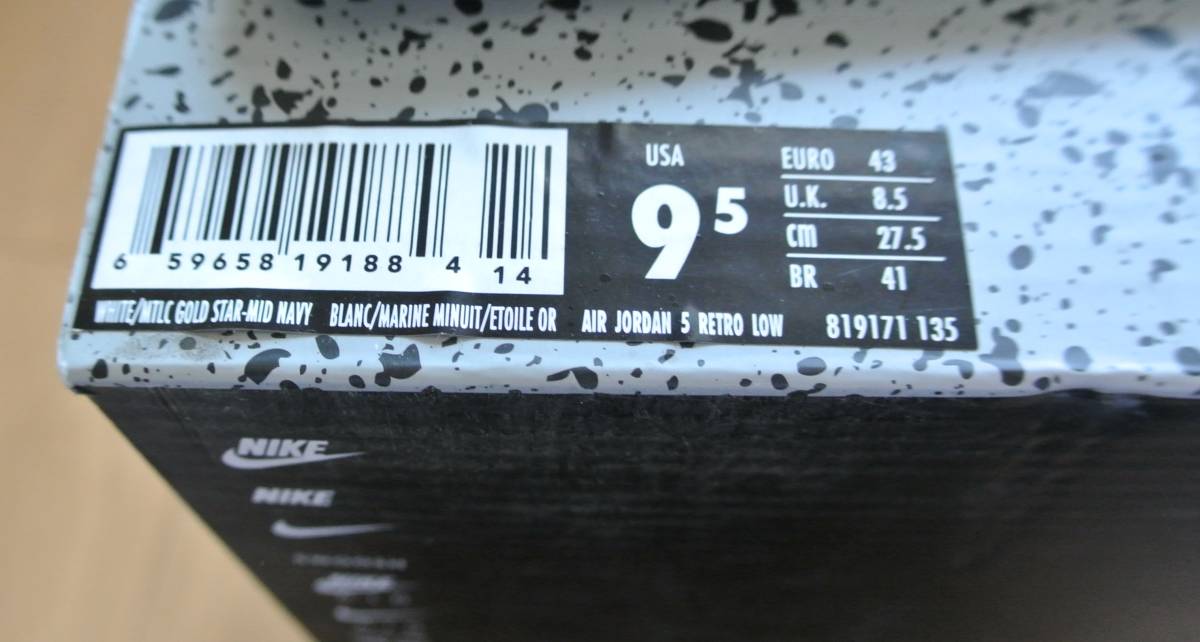 USA
9 5
EURO 43
U.K. 8.5
cm 27.5
BR 41
6 59658 19188 4 14
WHITE/MTLC GOLD STAR-MID NAVY BLANC/MARINE MINUIT/ETOILE OR AIR JORDAN 5 RETRO LOW 819171 135
NIKE
NIKE